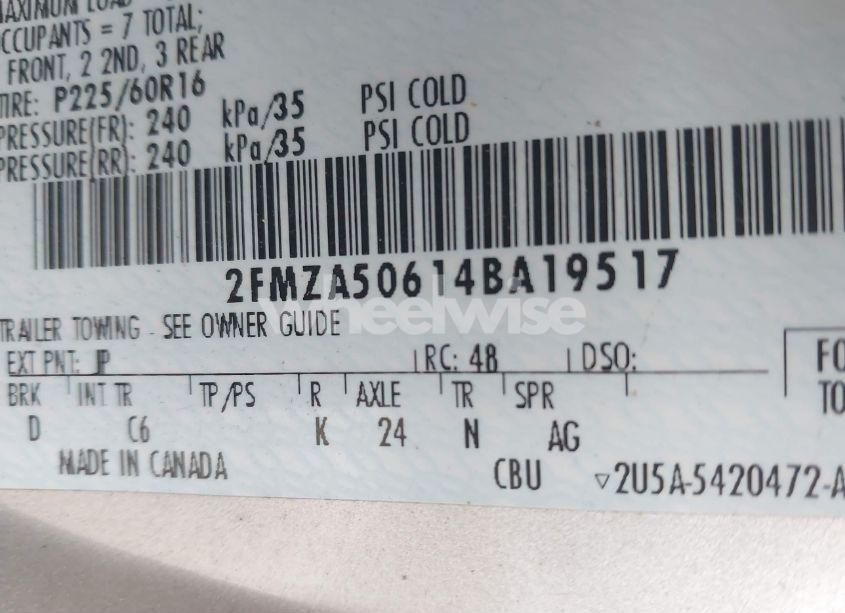 MAXIMUM LOAD
OCCUPANTS = 7 TOTAL;
FRONT, 2 2ND, 3 REAR
TIRE: P225/60R16
PRESSURE(FR): 240 kPa/35 PSI COLD
PRESSURE(RR): 240 kPa/35 PSI COLD
2FMZA50614BA19517
wheelwise
TRAILER TOWING - SEE OWNER GUIDE
EXT PNT: JP RC: 48 DSO:
BRK INT TR TP/PS R AXLE TR SPR
D C6 K 24 N AG
MADE IN CANADA
CBU ▿2U5A-5420472-A
FO
TO